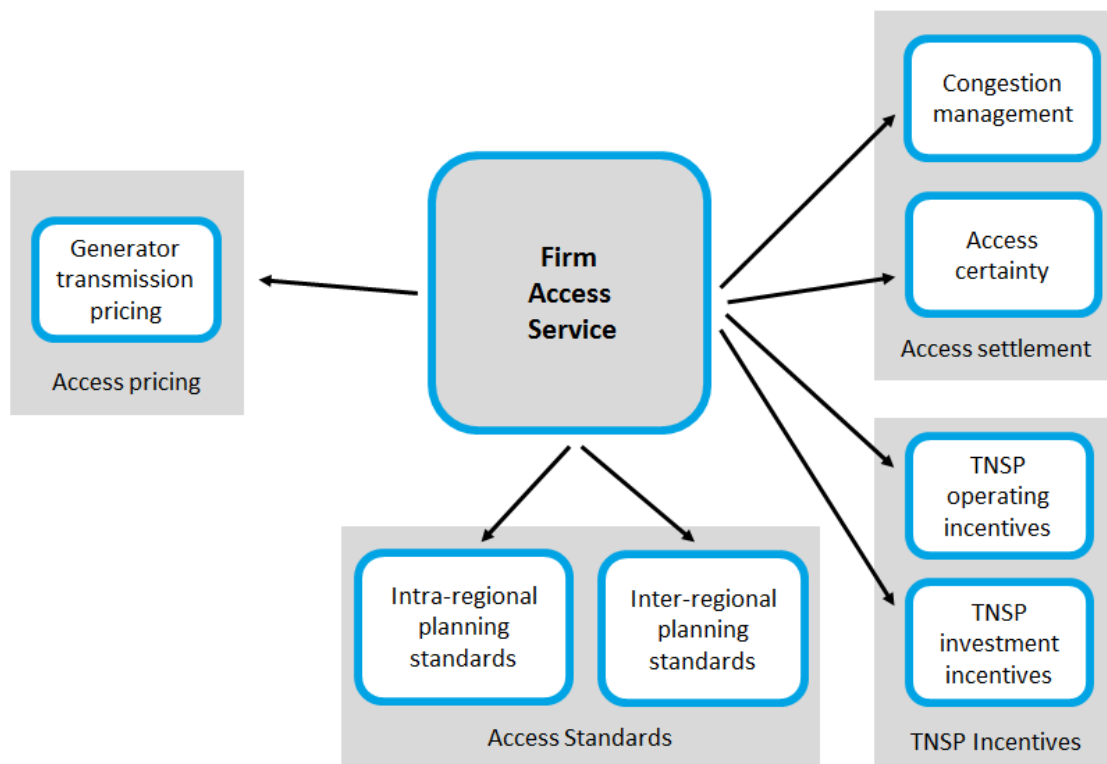 Congestion
management
Access
certainty
Access settlement
Generator
transmission
pricing
Access pricing
Firm
Access
Service
TNSP
operating
incentives
TNSP
investment
incentives
TNSP Incentives
Intra-regional
planning
standards
Inter-regional
planning
standards
Access Standards